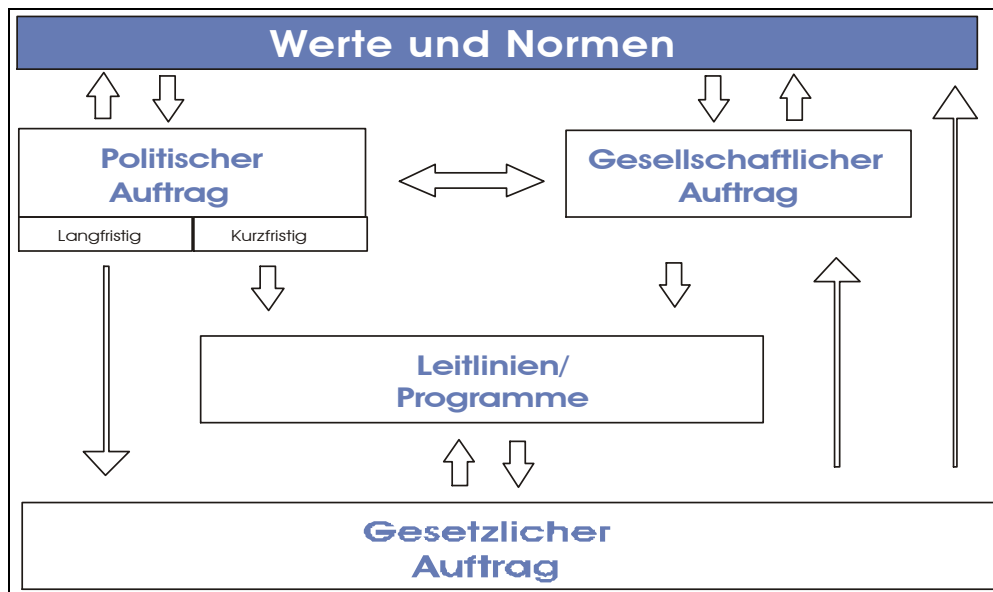 Werte und Normen
Politischer
Auftrag
Gesellschaftlicher
Auftrag
Langfristig
Kurzfristig
Leitlinien/
Programme
Gesetzlicher
Auftrag